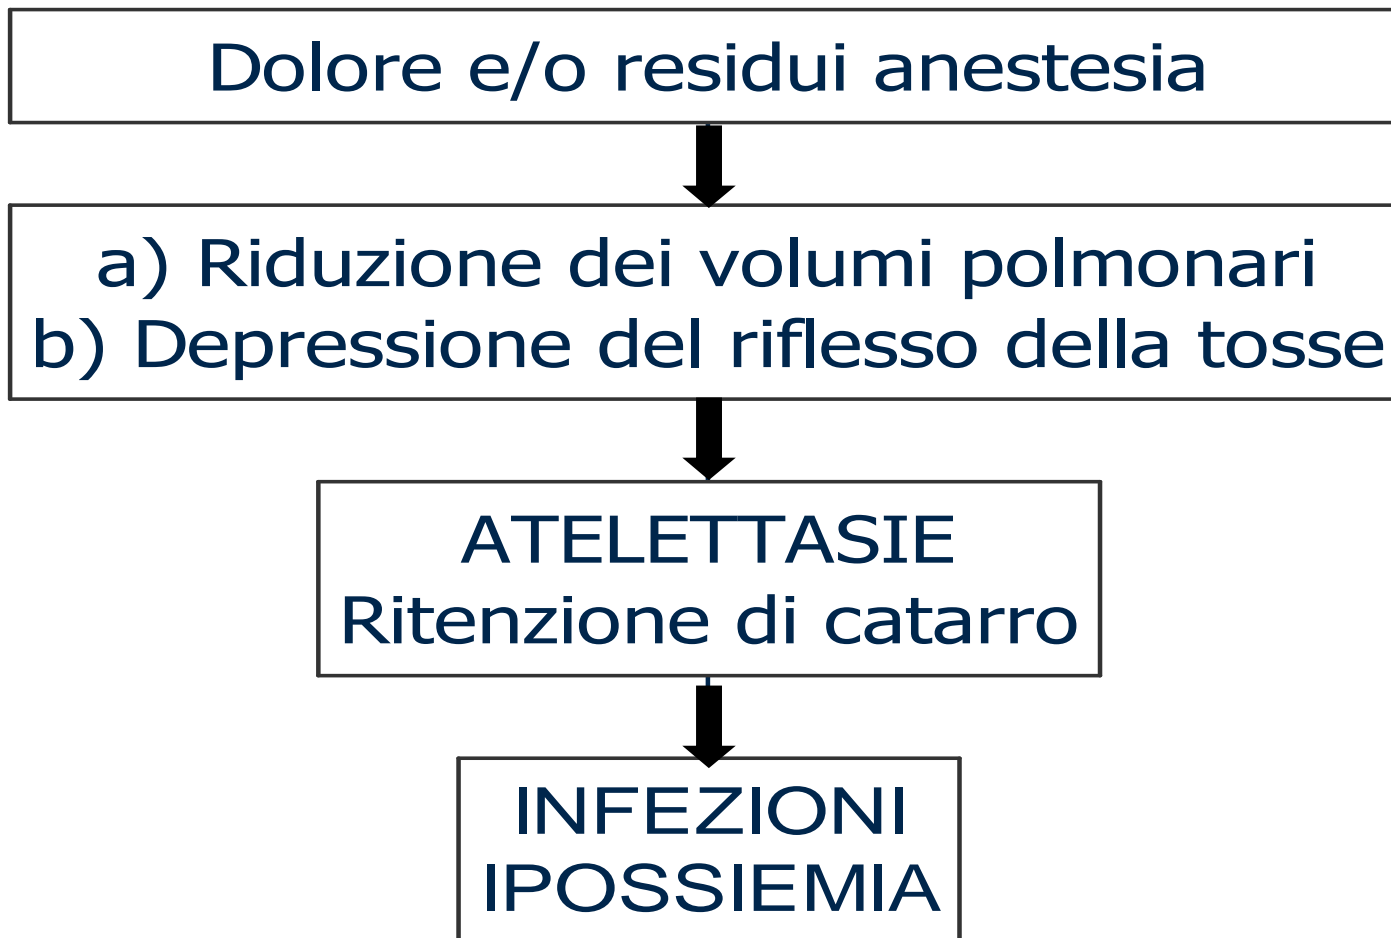 Dolore e/o residui anestesia
a) Riduzione dei volumi polmonari
b) Depressione del riflesso della tosse
ATELETTASIE
Ritenzione di catarro
INFEZIONI
IPOSSIEMIA